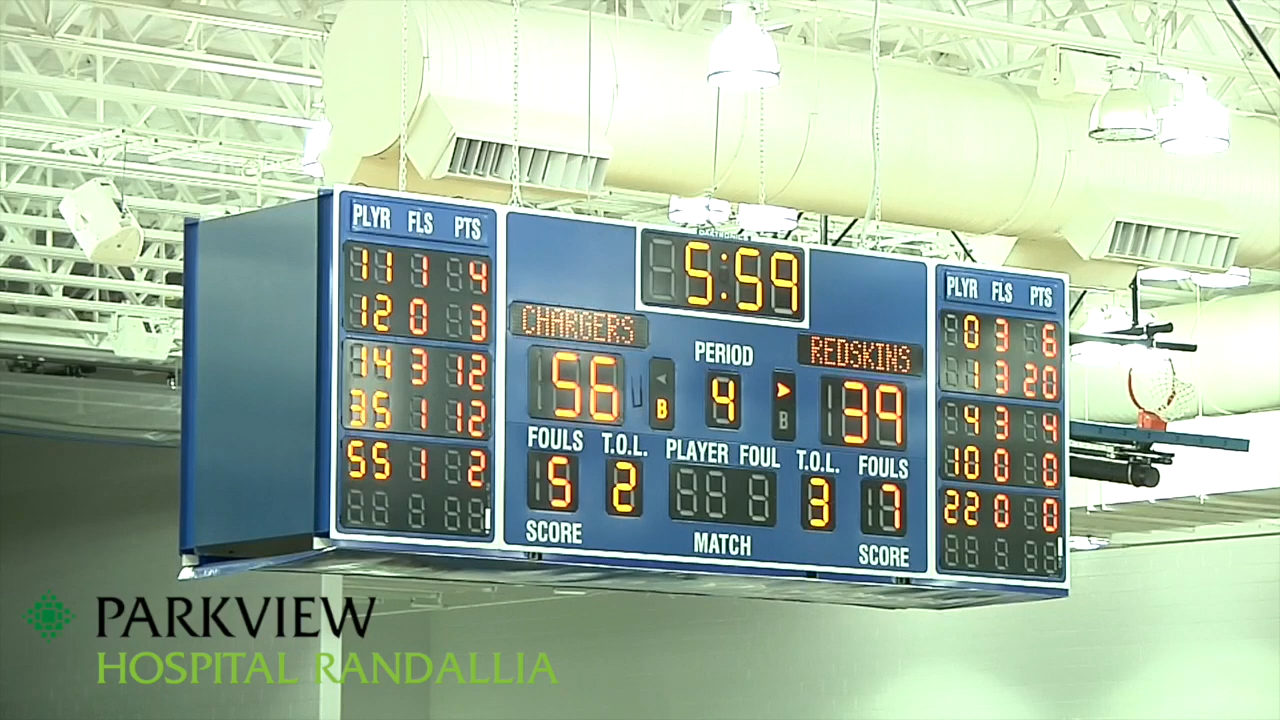 PLYR FLS PTS
11 1 4
12 0 3
14 3 12
35 1 12
55 1 2
DAKTRONICS
5:59
CHARGERS
REDSKINS
PERIOD
56
B
4
B
39
FOULS
T.O.L.
PLAYER FOUL
T.O.L.
FOULS
5
2
3
7
SCORE
MATCH
SCORE
PLYR FLS PTS
0 3 6
1 3 20
4 3 4
10 0 0
22 0 0
PARKVIEW
HOSPITAL RANDALLIA